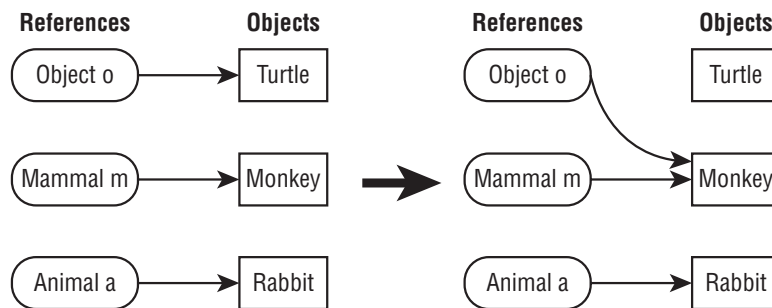 References Objects References Objects
Object o Turtle Object o Turtle
Mammal m Monkey Mammal m Monkey
Animal a Rabbit Animal a Rabbit